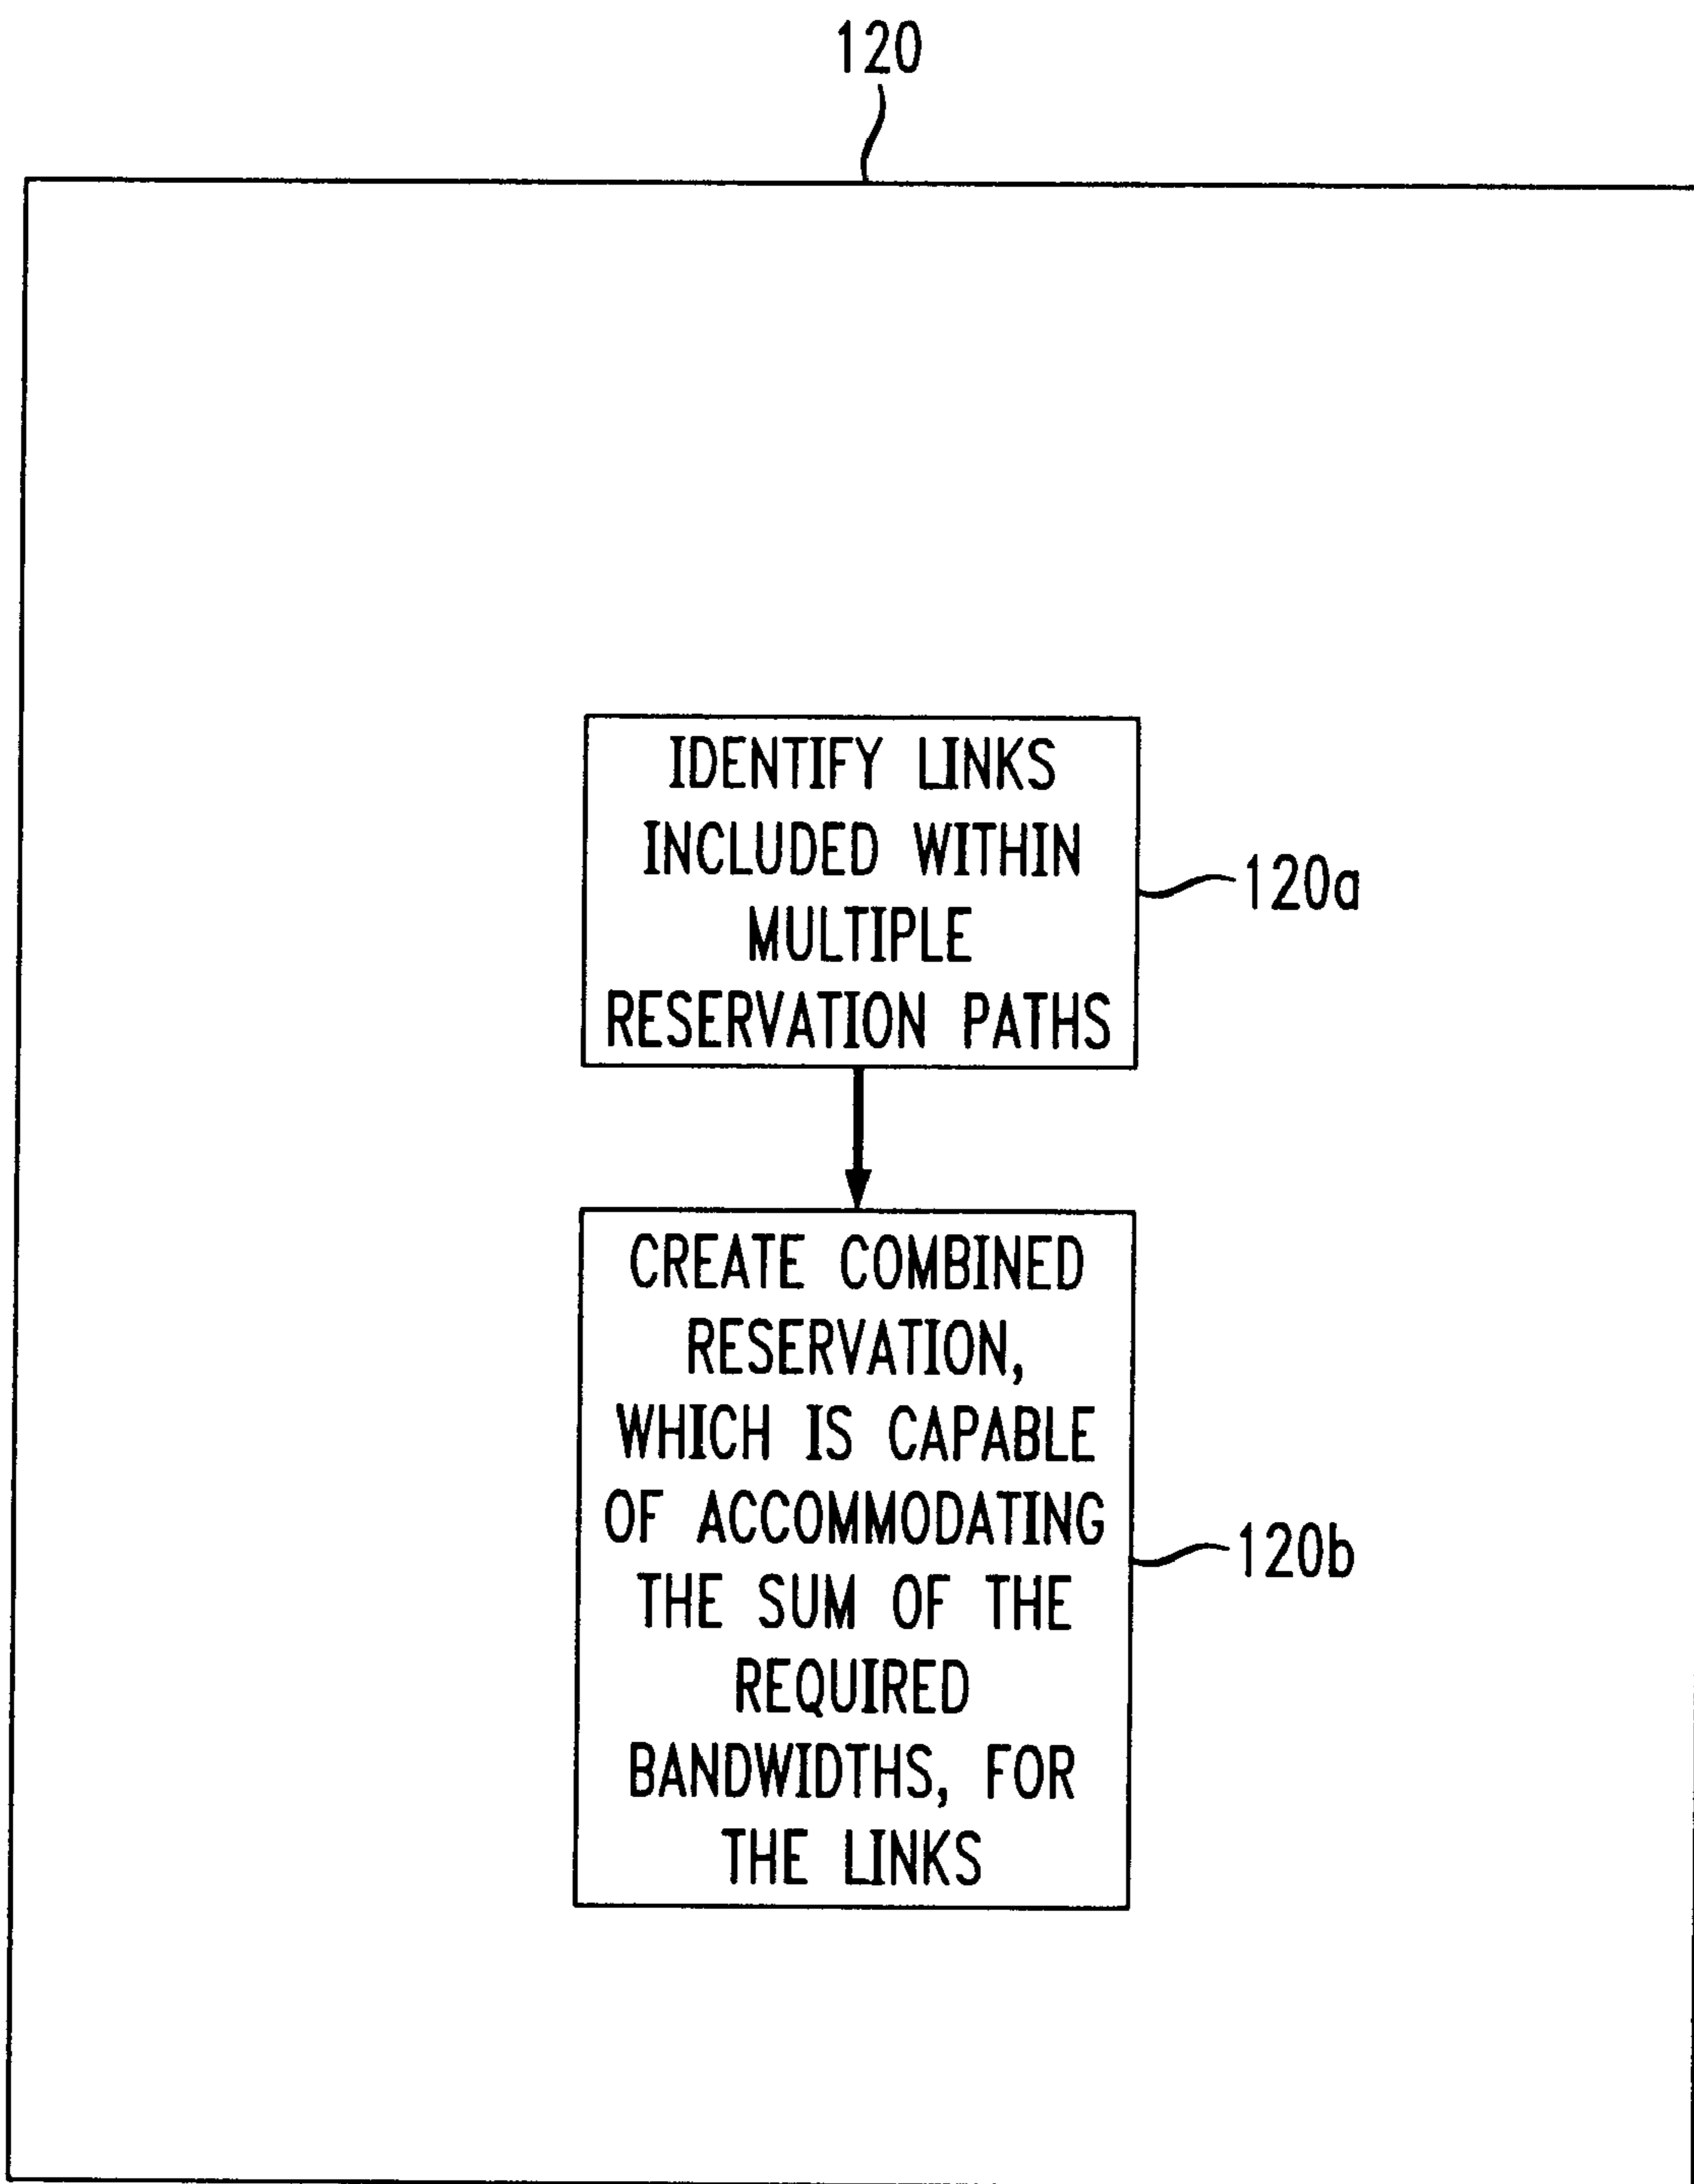 120
IDENTIFY LINKS
INCLUDED WITHIN
MULTIPLE
RESERVATION PATHS
120a
CREATE COMBINED
RESERVATION,
WHICH IS CAPABLE
OF ACCOMMODATING
THE SUM OF THE
REQUIRED
BANDWIDTHS, FOR
THE LINKS
120b